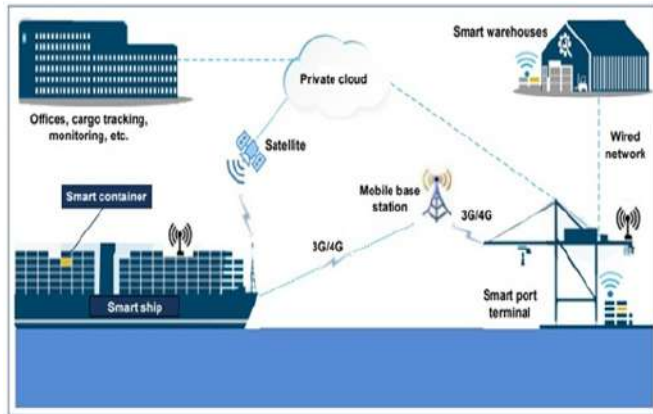 Smart warehouses
Private cloud
Offices, cargo tracking,
monitoring, etc.
Satellite
Wired
network
Mobile base
station
Smart container
3G/4G
3G/4G
Smart ship
Smart port
terminal